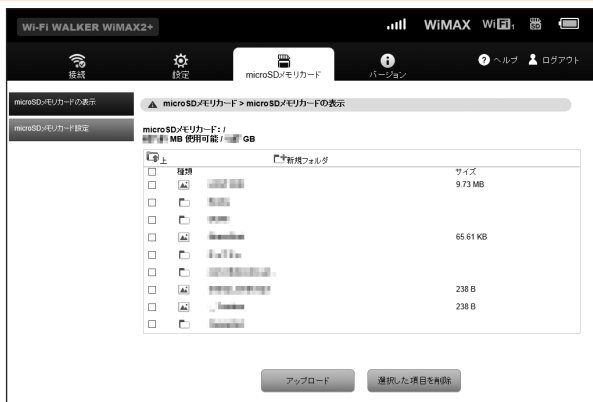 Wi-Fi WALKER WiMAX2+
WiMAX WiFi 1
接続
設定
microSDメモリカード
バージョン
? ヘルプ
ログアウト
microSDメモリカードの表示
microSDメモリカード設定
microSDメモリカード > microSDメモリカードの表示
microSDメモリカード: /
MB 使用可能 / GB
上
新規フォルダ
種類
サイズ
9.73 MB
65.61 KB
238 B
238 B
アップロード
選択した項目を削除